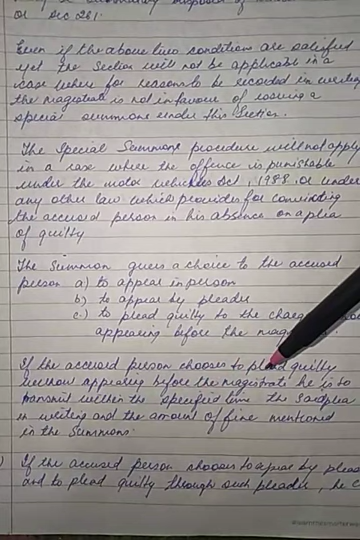 or sec 261.
Even if the above two conditions are satisfied
yet the Section will not be applicable in a
case where for reasons to be recorded in writing
the magistrate is not in favour of issuing a
special summons under this Section.
The Special Summons procedure will not apply
in a case where the offence is punishable
under the motor vehicles Act, 1988, or under
any other law which provides for convicting
the accused person in his absence on a plea
of guilty
The Summon gives a choice to the accused
person a) to appear in person
b) to appear by pleader
c) to plead guilty to the charge
appearing before the
If the accused person chooses to plead guilty
without appearing before the magistrate he is to
transmit within the specified time the said plea
in writing and the amount of fine mentioned
in the Summons.
If the accused person chooses to appear by plea
and to plead guilty through such pleader, he